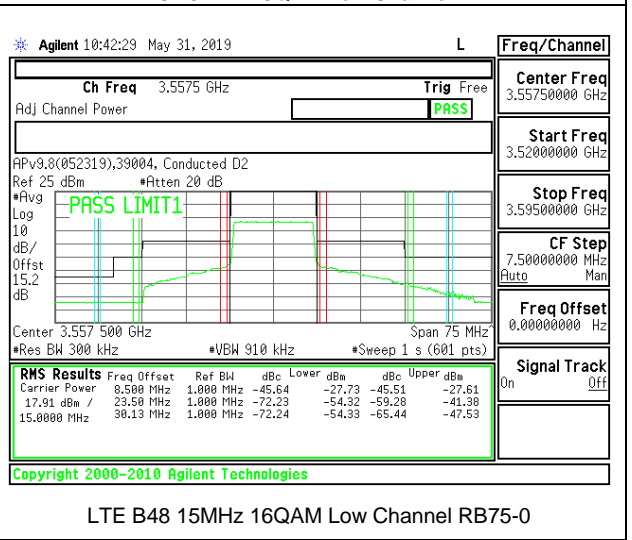 Agilent 10:42:29 May 31, 2019 L
Freq/Channel
Ch Freq 3.5575 GHz Trig Free
Adj Channel Power PASS
Center Freq
3.55750000 GHz
Start Freq
3.52000000 GHz
APv9.8(052319),39004, Conducted D2
Ref 25 dBm #Atten 20 dB
#Avg
Log
10
dB/
Offst
15.2
dB
PASS LIMIT1
Stop Freq
3.59500000 GHz
CF Step
7.50000000 MHz
Auto Man
Freq Offset
0.00000000 Hz
Center 3.557 500 GHz Span 75 MHz^
#Res BW 300 kHz #VBW 910 kHz #Sweep 1 s (601 pts)
Signal Track
On Off
RMS Results Freq Offset Ref BW dBc Lower dBm dBc Upper dBm
Carrier Power 8.500 MHz 1.000 MHz -45.64 -27.73 -45.51 -27.61
17.91 dBm / 23.50 MHz 1.000 MHz -72.23 -54.32 -59.28 -41.38
15.0000 MHz 30.13 MHz 1.000 MHz -72.24 -54.33 -65.44 -47.53
Copyright 2000-2010 Agilent Technologies
LTE B48 15MHz 16QAM Low Channel RB75-0